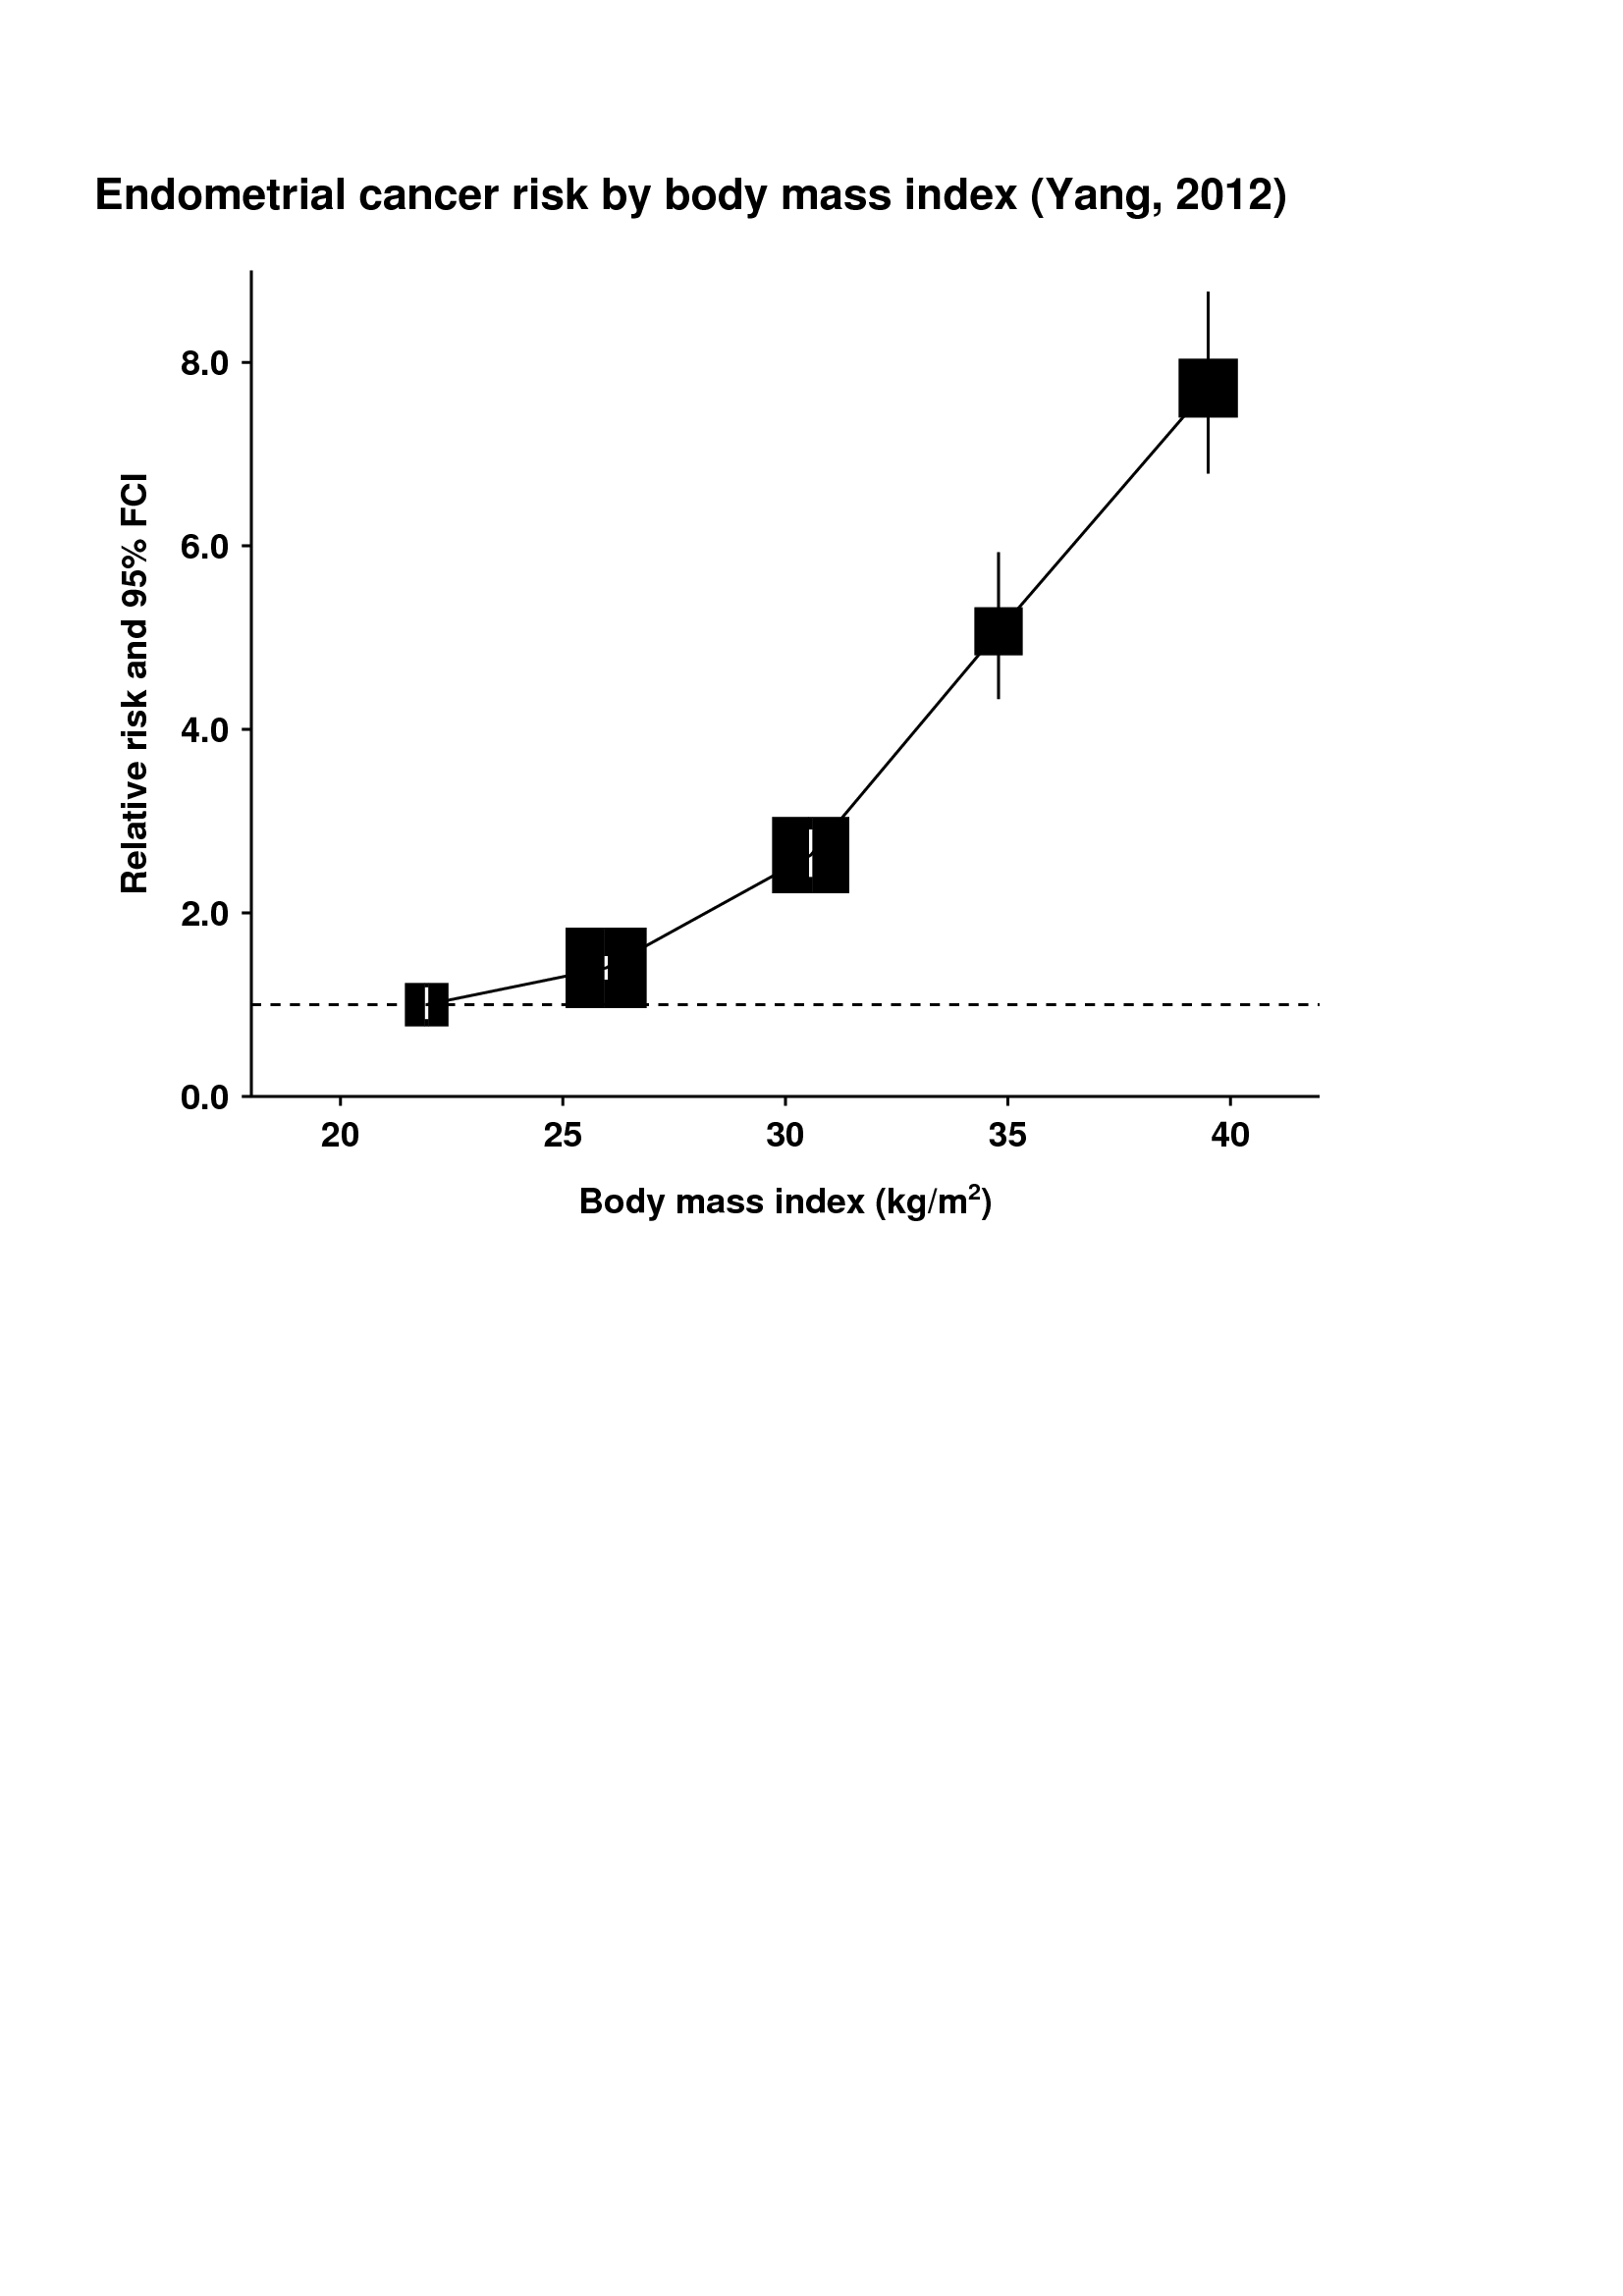 Endometrial cancer risk by body mass index (Yang, 2012)
Relative risk and 95% FCI
8.0
6.0
4.0
2.0
0.0
20 25 30 35 40
Body mass index (kg/m²)